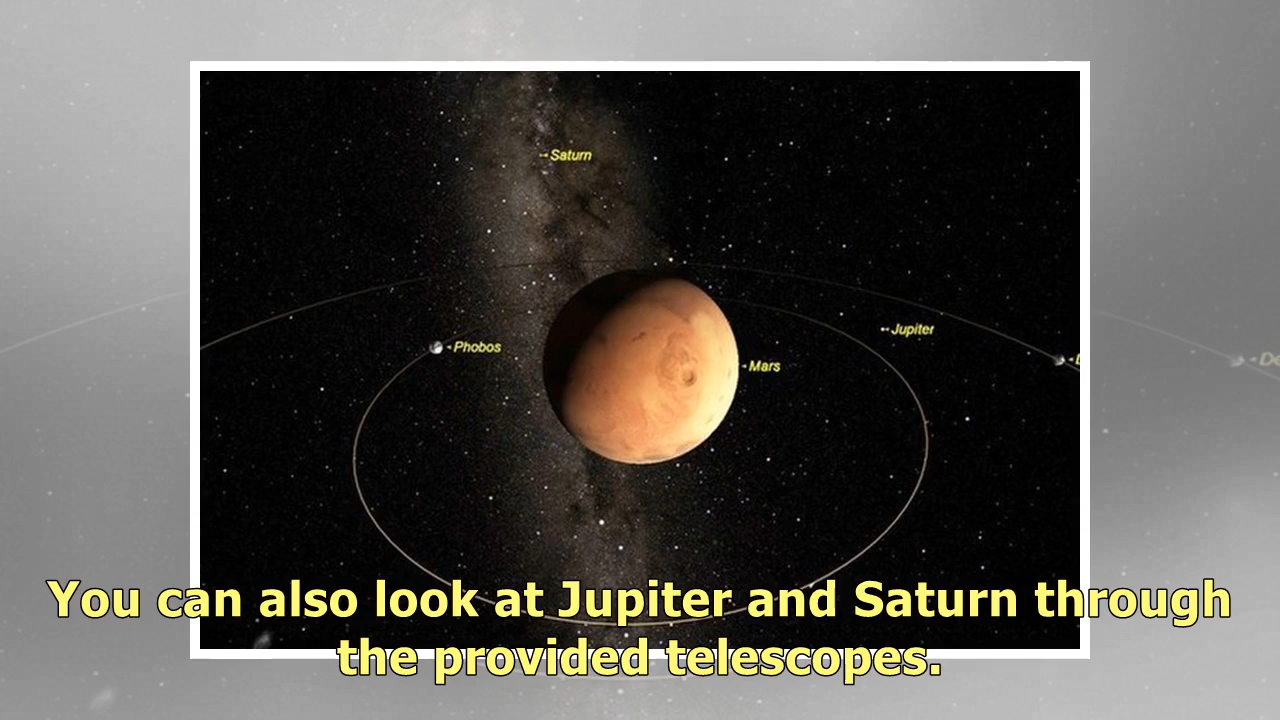 Saturn
Jupiter
Phobos
Mars
You can also look at Jupiter and Saturn through
the provided telescopes.